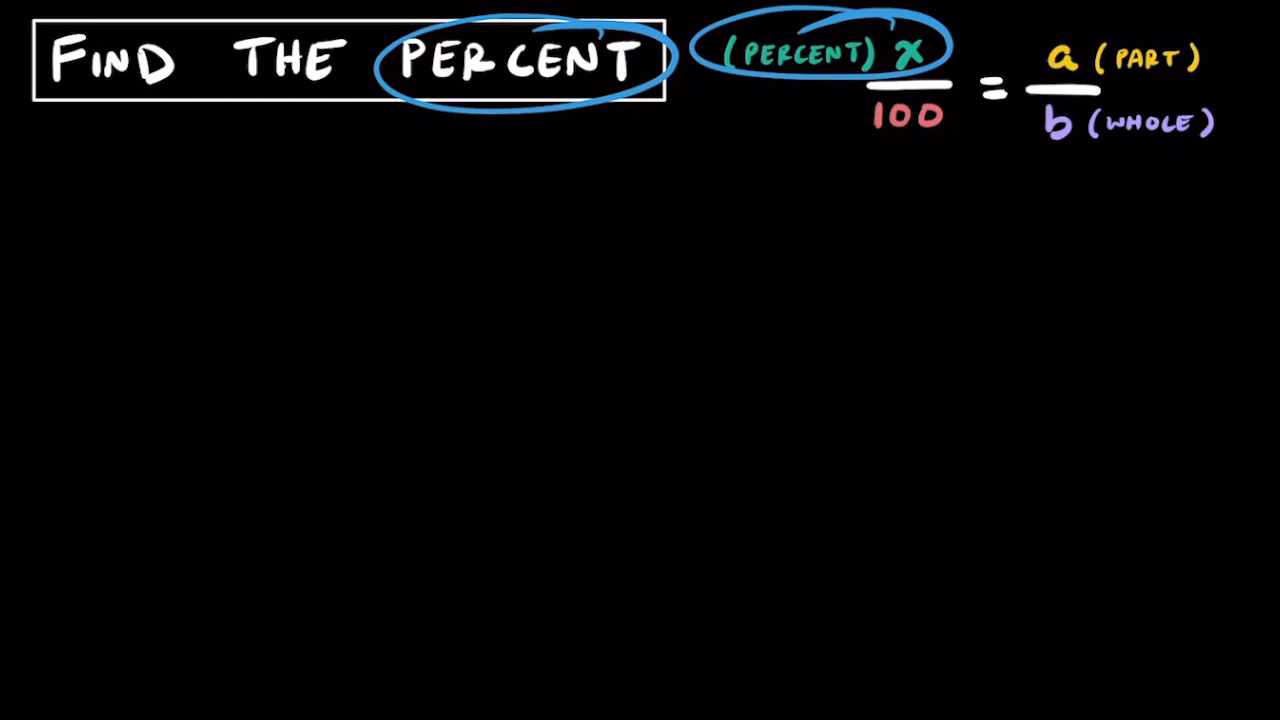 FIND THE PERCENT
(PERCENT) x
100
=
a (PART)
b (WHOLE)